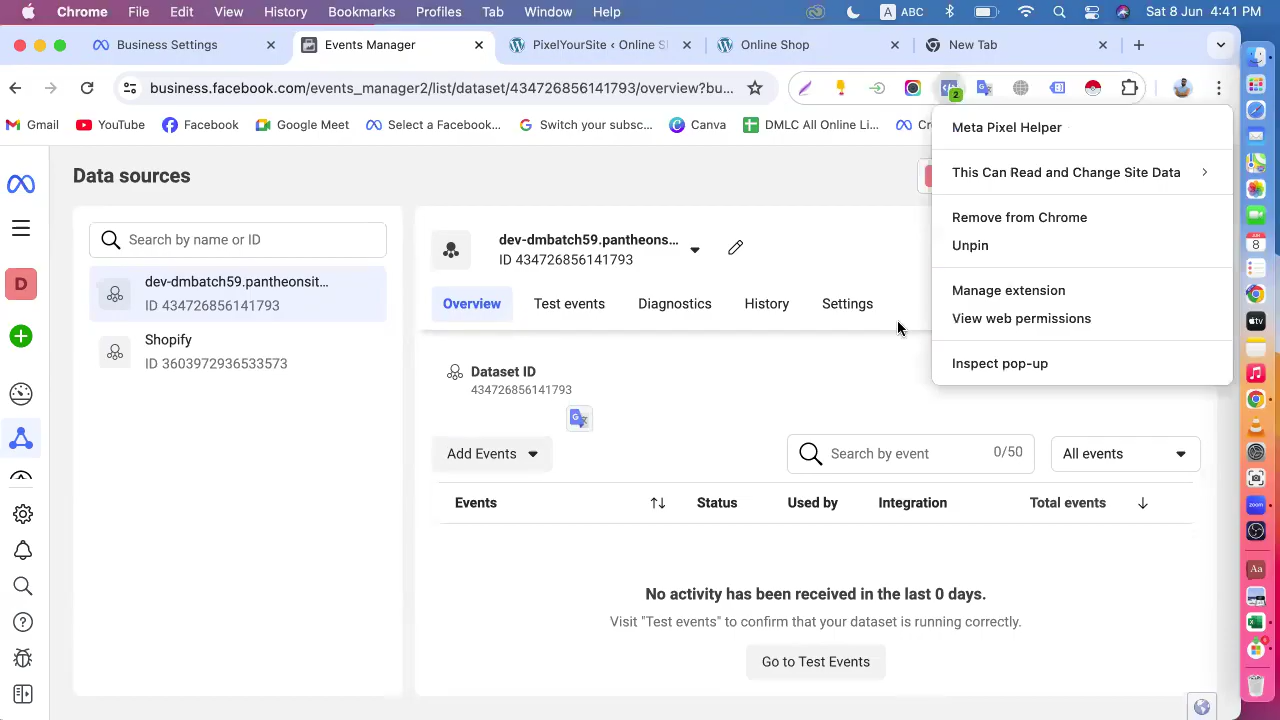 Chrome File Edit View History Bookmarks Profiles Tab Window Help A ABC Sat 8 Jun 4:41 PM
Business Settings Events Manager PixelYourSite ‹ Online S Online Shop New Tab
business.facebook.com/events_manager2/list/dataset/434726856141793/overview?bu... 2
Gmail YouTube Facebook Google Meet Select a Facebook... Switch your subsc... Canva DMLC All Online Li... Cr
Meta Pixel Helper
This Can Read and Change Site Data
Remove from Chrome
Unpin
Manage extension
View web permissions
Inspect pop-up
Data sources
Search by name or ID
D
dev-dmbatch59.pantheonsit...
ID 434726856141793
Shopify
ID 3603972936533573
dev-dmbatch59.pantheons...
ID 434726856141793
Overview Test events Diagnostics History Settings
Dataset ID
434726856141793
Add Events Search by event 0/50 All events
Events Status Used by Integration Total events
No activity has been received in the last 0 days.
Visit "Test events" to confirm that your dataset is running correctly.
Go to Test Events
JUN
8
tv
zoom
Aa